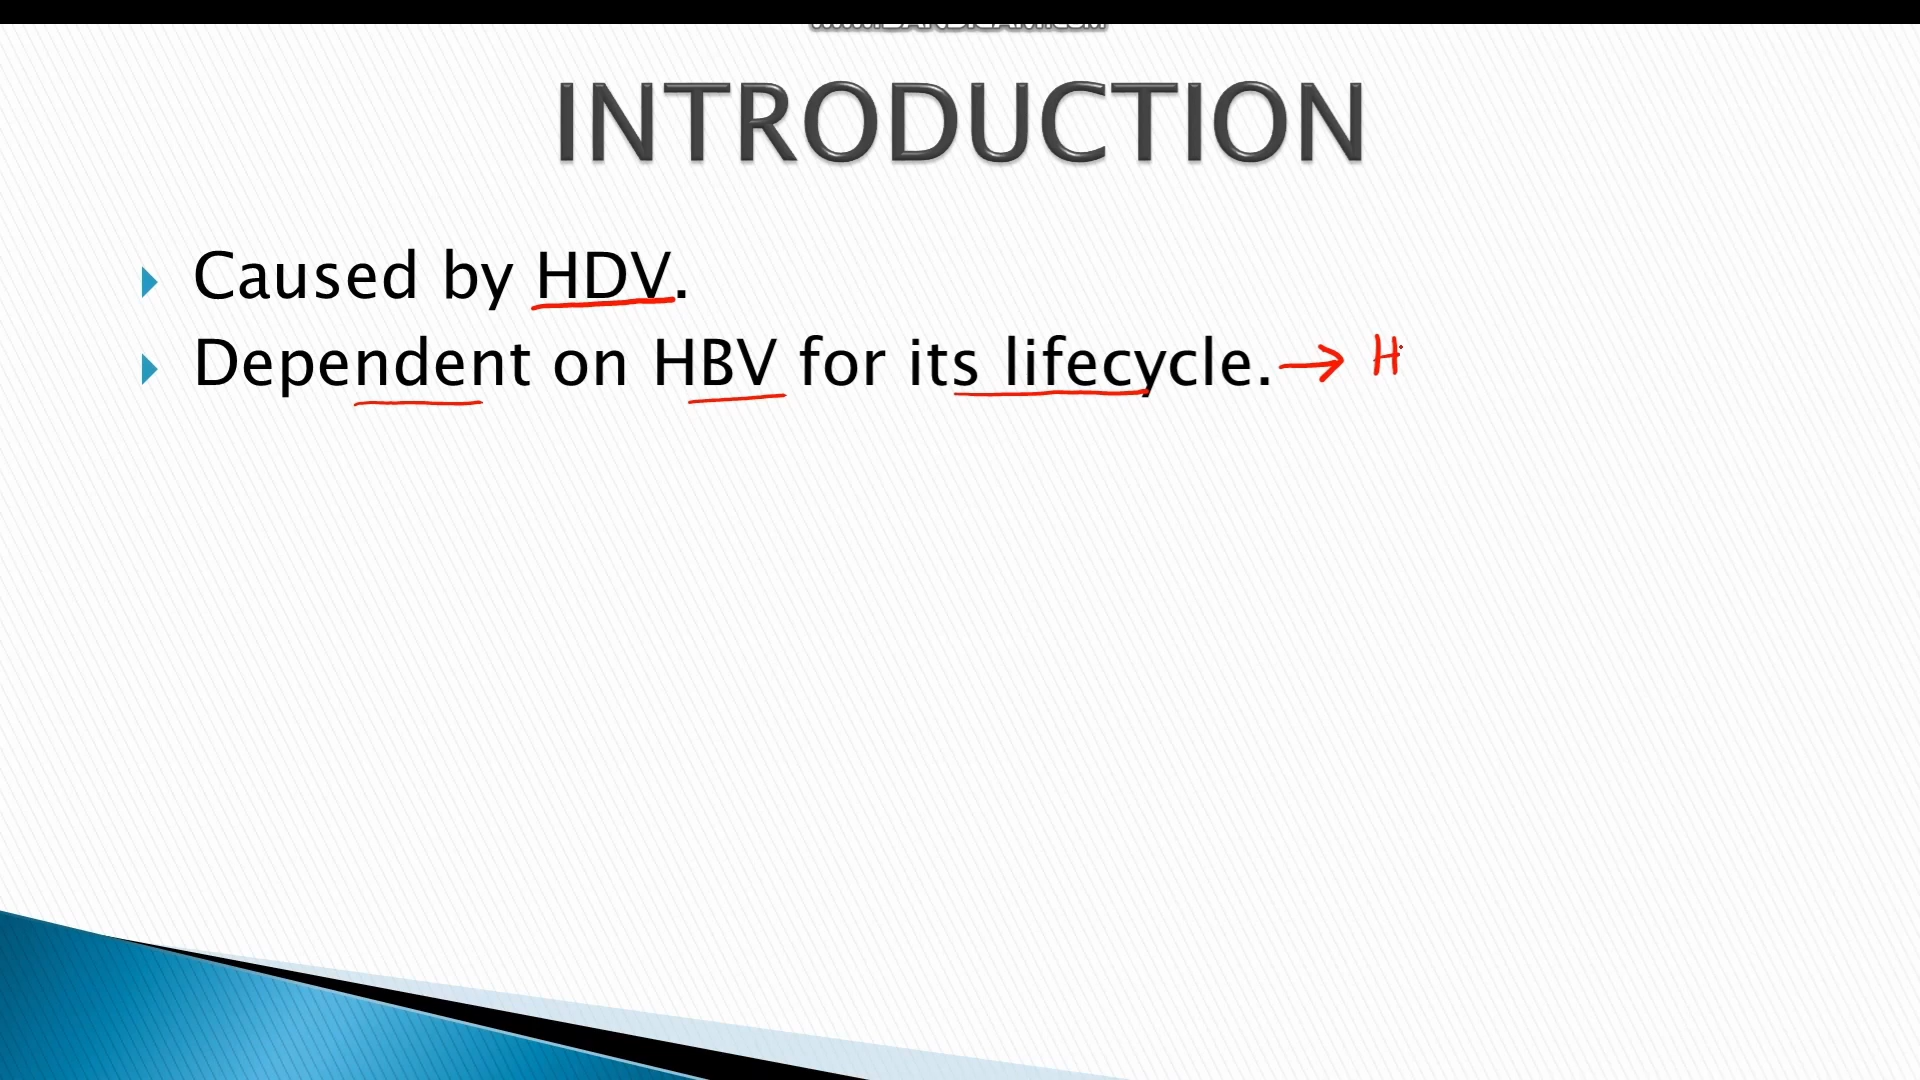 INTRODUCTION
Caused by HDV.
Dependent on HBV for its lifecycle. → H